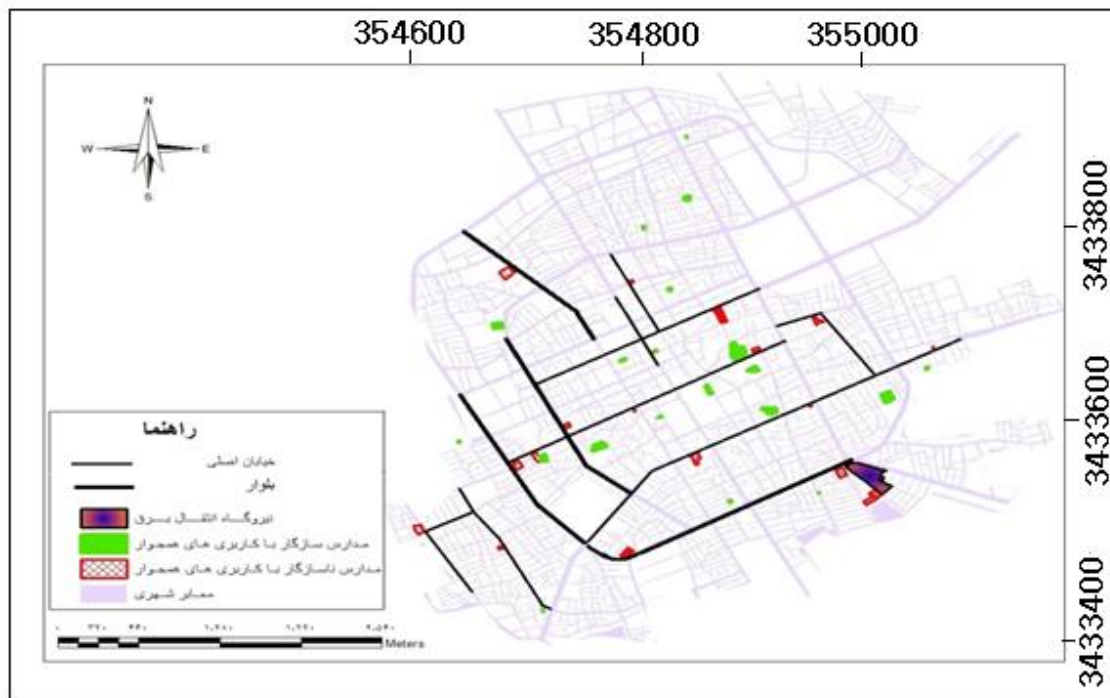 354600 354800 355000
N
W E
S
3433800
3433600
3433400
راهنما
خیابان اصلی
بلوار
نیروگاه انتقال برق
مدارس سازگار با کاربری های همجوار
مدارس ناسازگار با کاربری های همجوار
معابر شهری
Meters